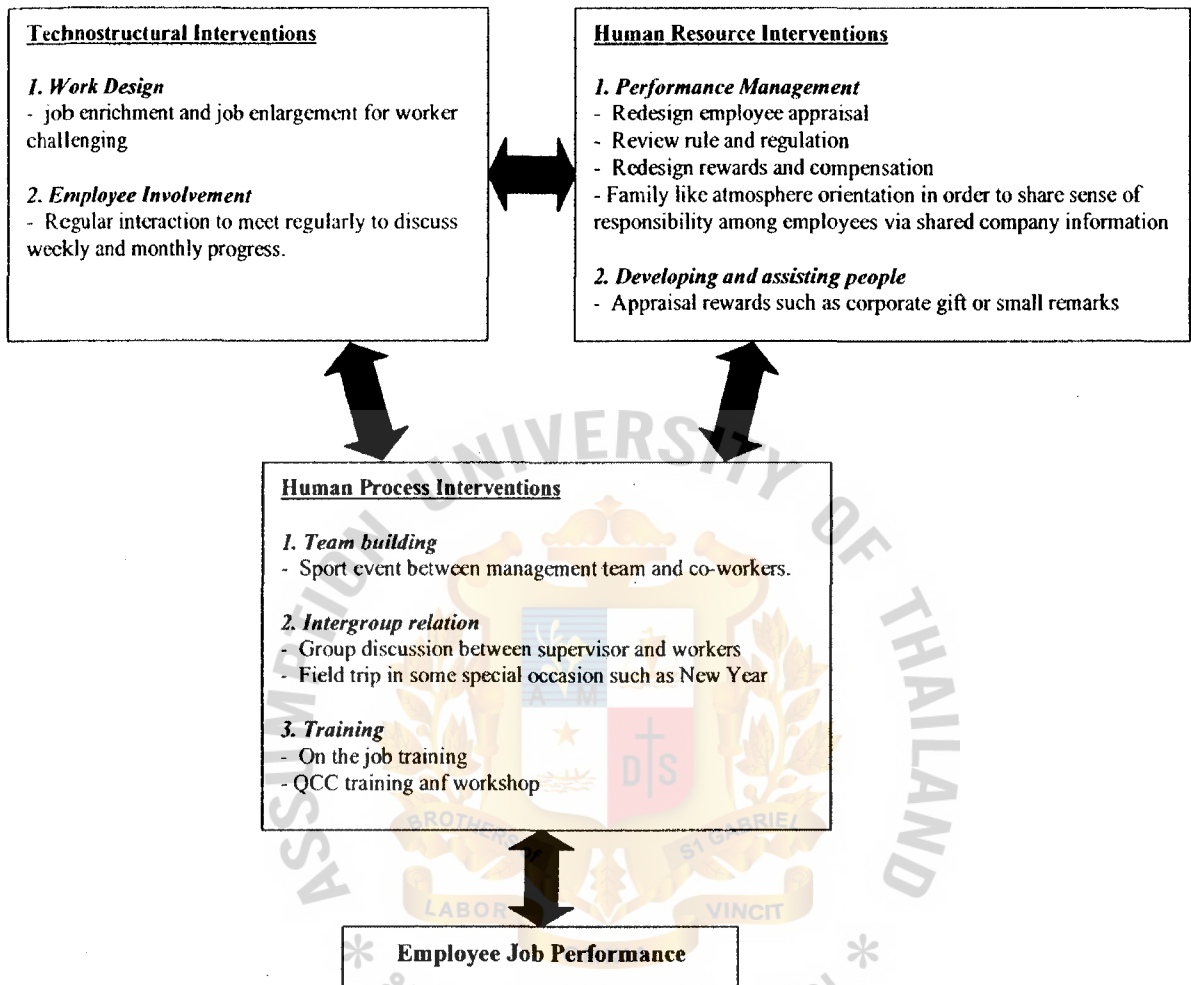 Technostructural Interventions
1. Work Design
- job enrichment and job enlargement for worker
challenging
2. Employee Involvement
- Regular interaction to meet regularly to discuss
weekly and monthly progress.
Human Resource Interventions
1. Performance Management
- Redesign employee appraisal
- Review rule and regulation
- Redesign rewards and compensation
- Family like atmosphere orientation in order to share sense of
responsibility among employees via shared company information
2. Developing and assisting people
- Appraisal rewards such as corporate gift or small remarks
Human Process Interventions
1. Team building
- Sport event between management team and co-workers.
2. Intergroup relation
- Group discussion between supervisor and workers
- Field trip in some special occasion such as New Year
3. Training
- On the job training
- QCC training anf workshop
Employee Job Performance
ASSUMPTION UNIVERSITY OF THAILAND
A M
D S
BROTHERS OF
ST GABRIEL
LABOR
VINCIT